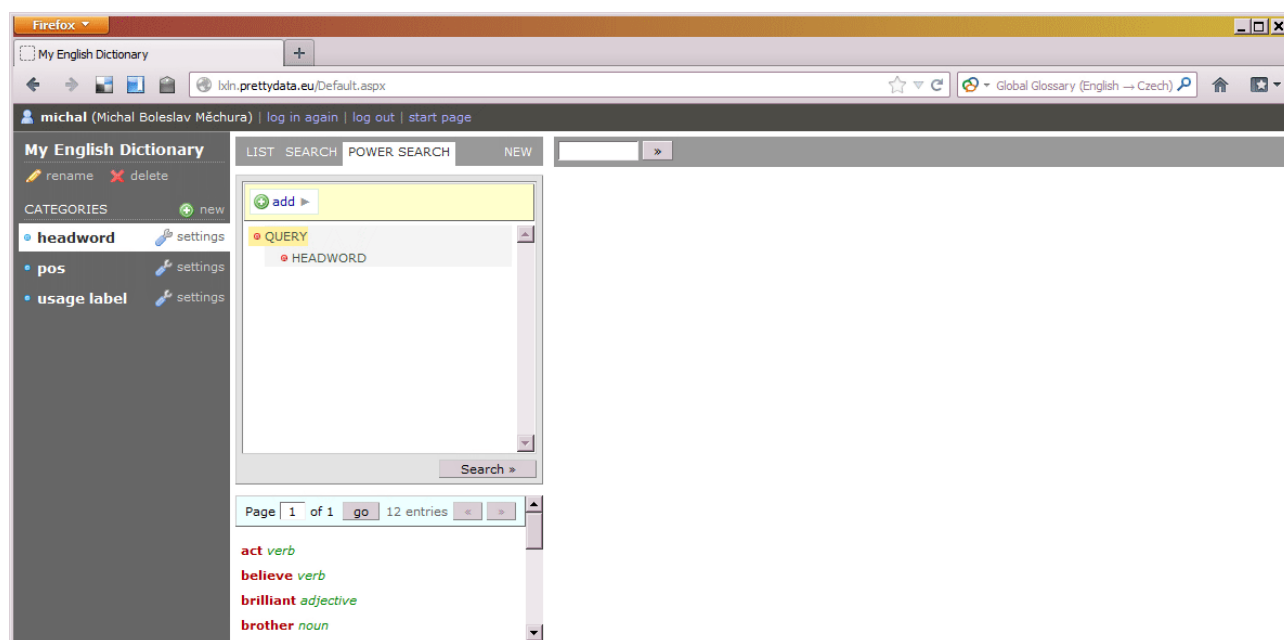 Firefox
My English Dictionary
lxdn.prettydata.eu/Default.aspx
Global Glossary (English → Czech)
michal (Michal Boleslav Měchura) | log in again | log out | start page
My English Dictionary
rename delete
CATEGORIES new
headword settings
pos settings
usage label settings
LIST SEARCH POWER SEARCH NEW
»
add ▶
QUERY
HEADWORD
Search »
Page 1 of 1 go 12 entries « »
act verb
believe verb
brilliant adjective
brother noun